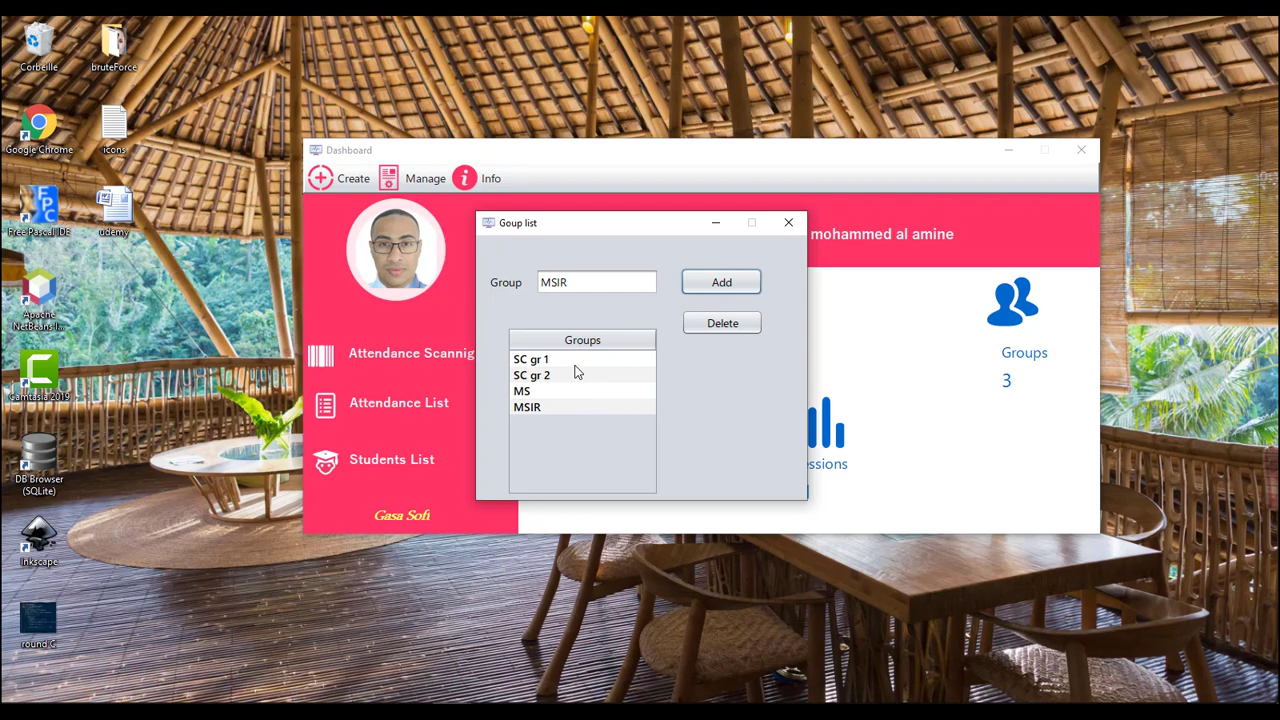 Corbeille
bruteForce
Google Chrome
icons
Free Pascal IDE
udemy
Apache
NetBeans I...
Camtasia 2019
DB Browser
(SQLite)
Inkscape
round C
Dashboard
Create
Manage
Info
mohammed al amine
Attendance Scannig
Attendance List
Students List
Gasa Soft
Groups
3
essions
Goup list
Group
MSIR
Add
Delete
Groups
SC gr 1
SC gr 2
MS
MSIR